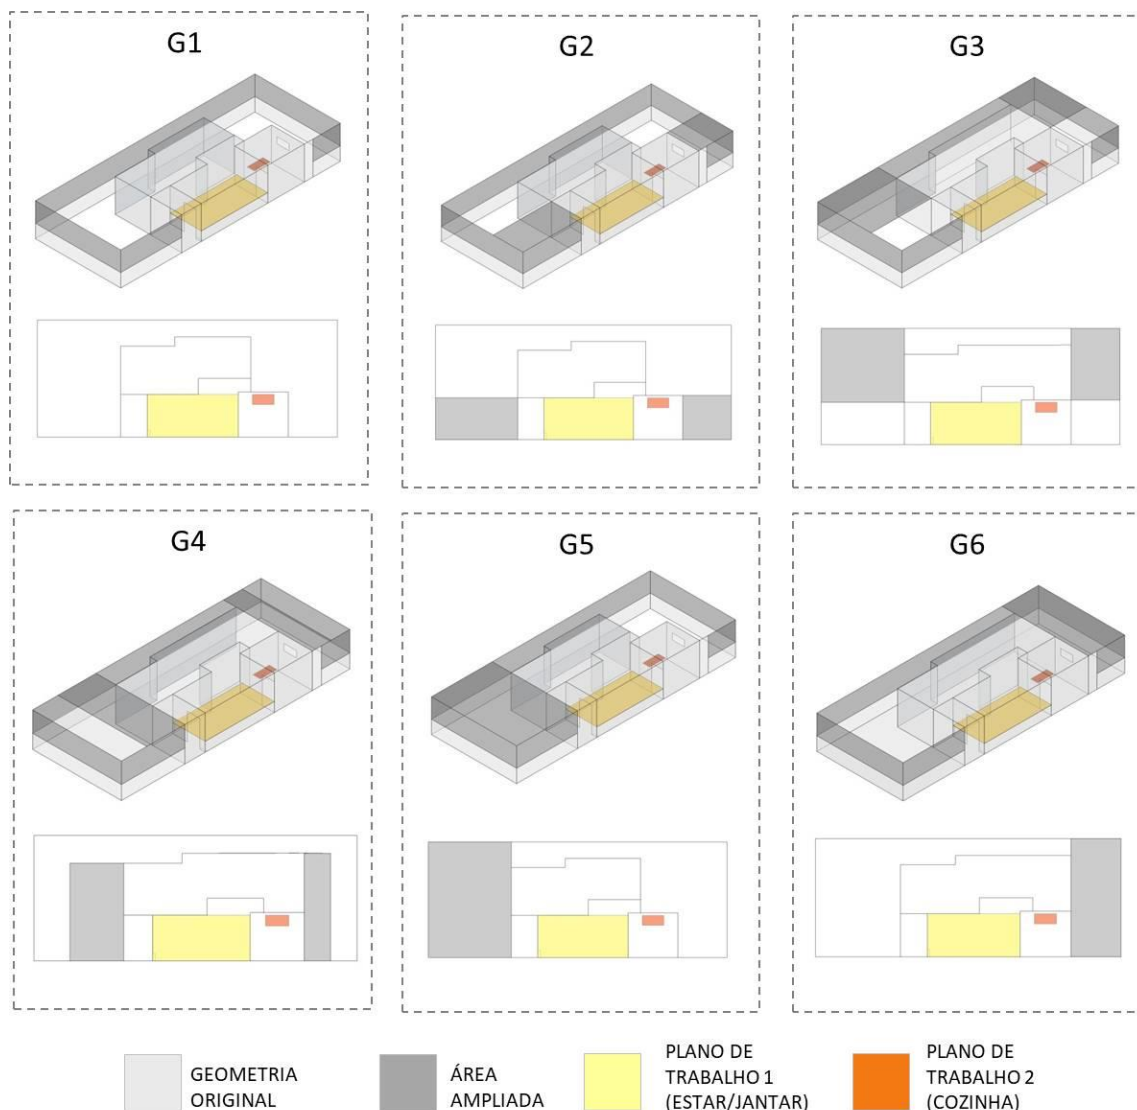 G1
G2
G3
G4
G5
G6
GEOMETRIA
ORIGINAL
ÁREA
AMPLIADA
PLANO DE
TRABALHO 1
(ESTAR/JANTAR)
PLANO DE
TRABALHO 2
(COZINHA)